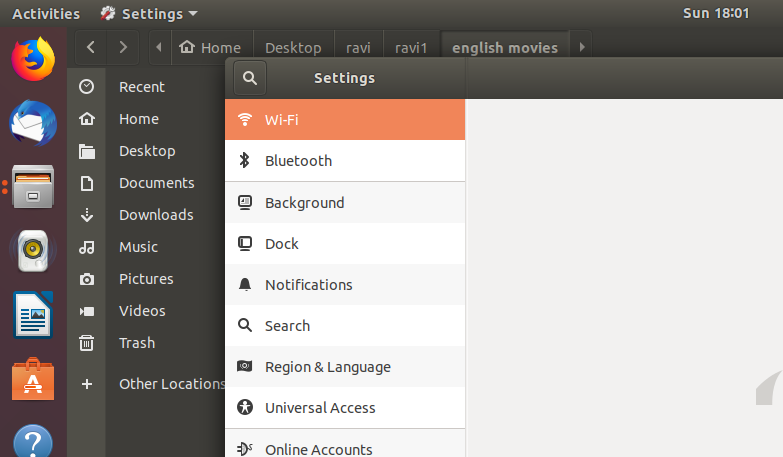 Activities Settings Sun 18:01
Home Desktop ravi ravi1 english movies
Settings
Recent
Home
Desktop
Documents
Downloads
Music
Pictures
Videos
Trash
Other Locations
Wi-Fi
Bluetooth
Background
Dock
Notifications
Search
Region & Language
Universal Access
Online Accounts